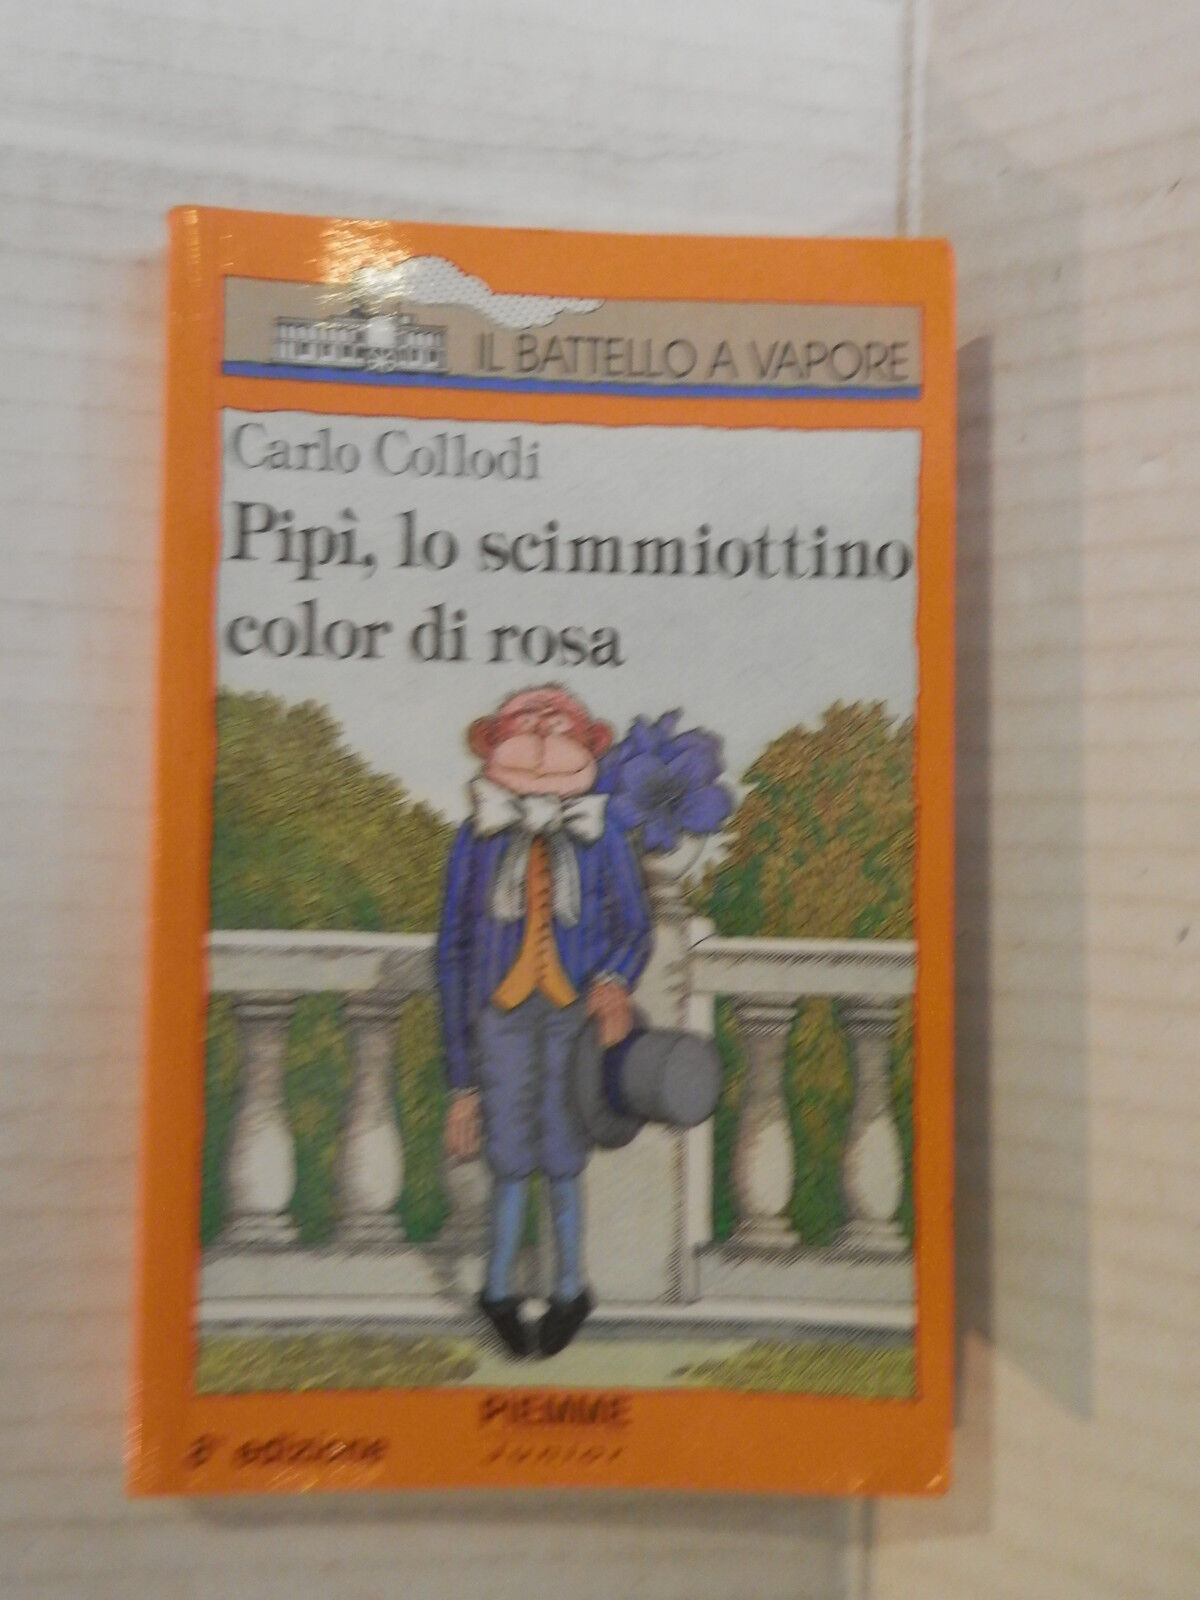 IL BATTELLO A VAPORE
Carlo Collodi
Pipì, lo scimmiottino
color di rosa
PIEMME
Junior
edizione